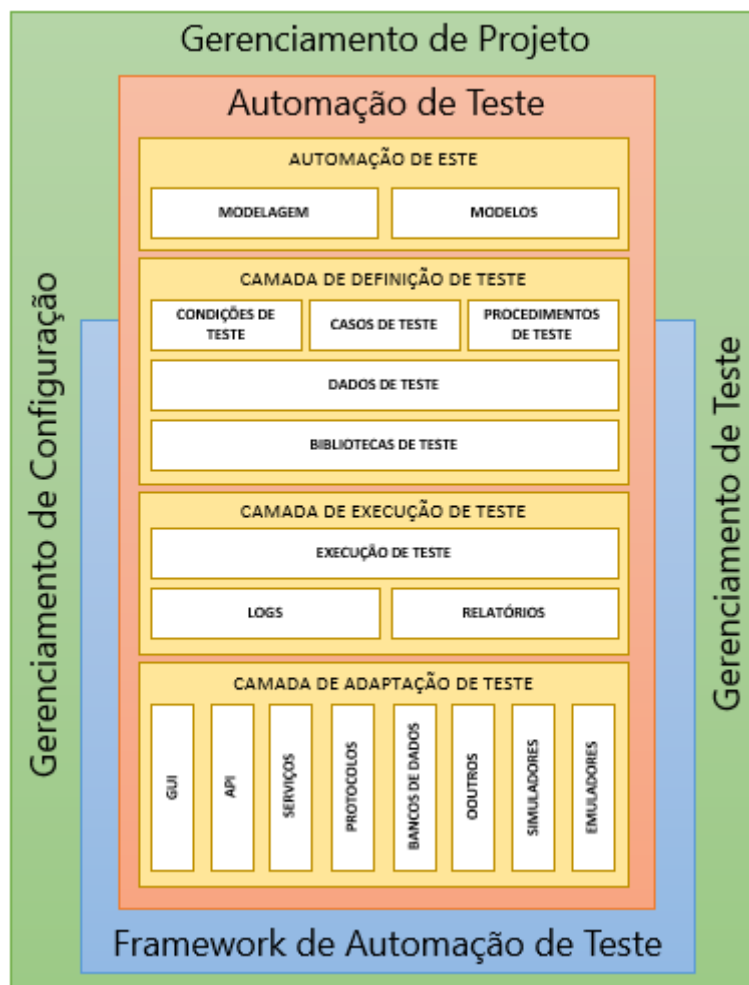 Gerenciamento de Projeto
Automação de Teste
AUTOMAÇÃO DE ESTE
MODELAGEM
MODELOS
CAMADA DE DEFINIÇÃO DE TESTE
CONDIÇÕES DE
TESTE
CASOS DE TESTE
PROCEDIMENTOS
DE TESTE
DADOS DE TESTE
BIBLIOTECAS DE TESTE
CAMADA DE EXECUÇÃO DE TESTE
EXECUÇÃO DE TESTE
LOGS
RELATÓRIOS
CAMADA DE ADAPTAÇÃO DE TESTE
GUI
API
SERVIÇOS
PROTOCOLOS
BANCOS DE DADOS
OOUTROS
SIMULADORES
EMULADORES
Gerenciamento de Configuração
Gerenciamento de Teste
Framework de Automação de Teste